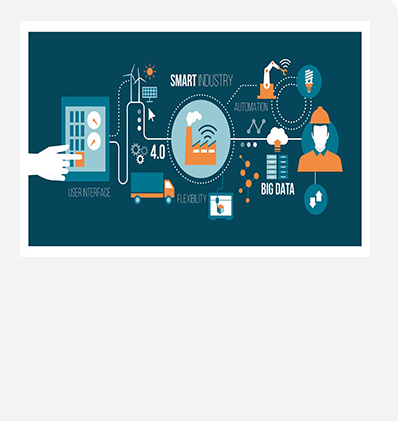 SMART INDUSTRY
AUTOMATION
4.0
BIG DATA
USER INTERFACE
FLEXIBILITY